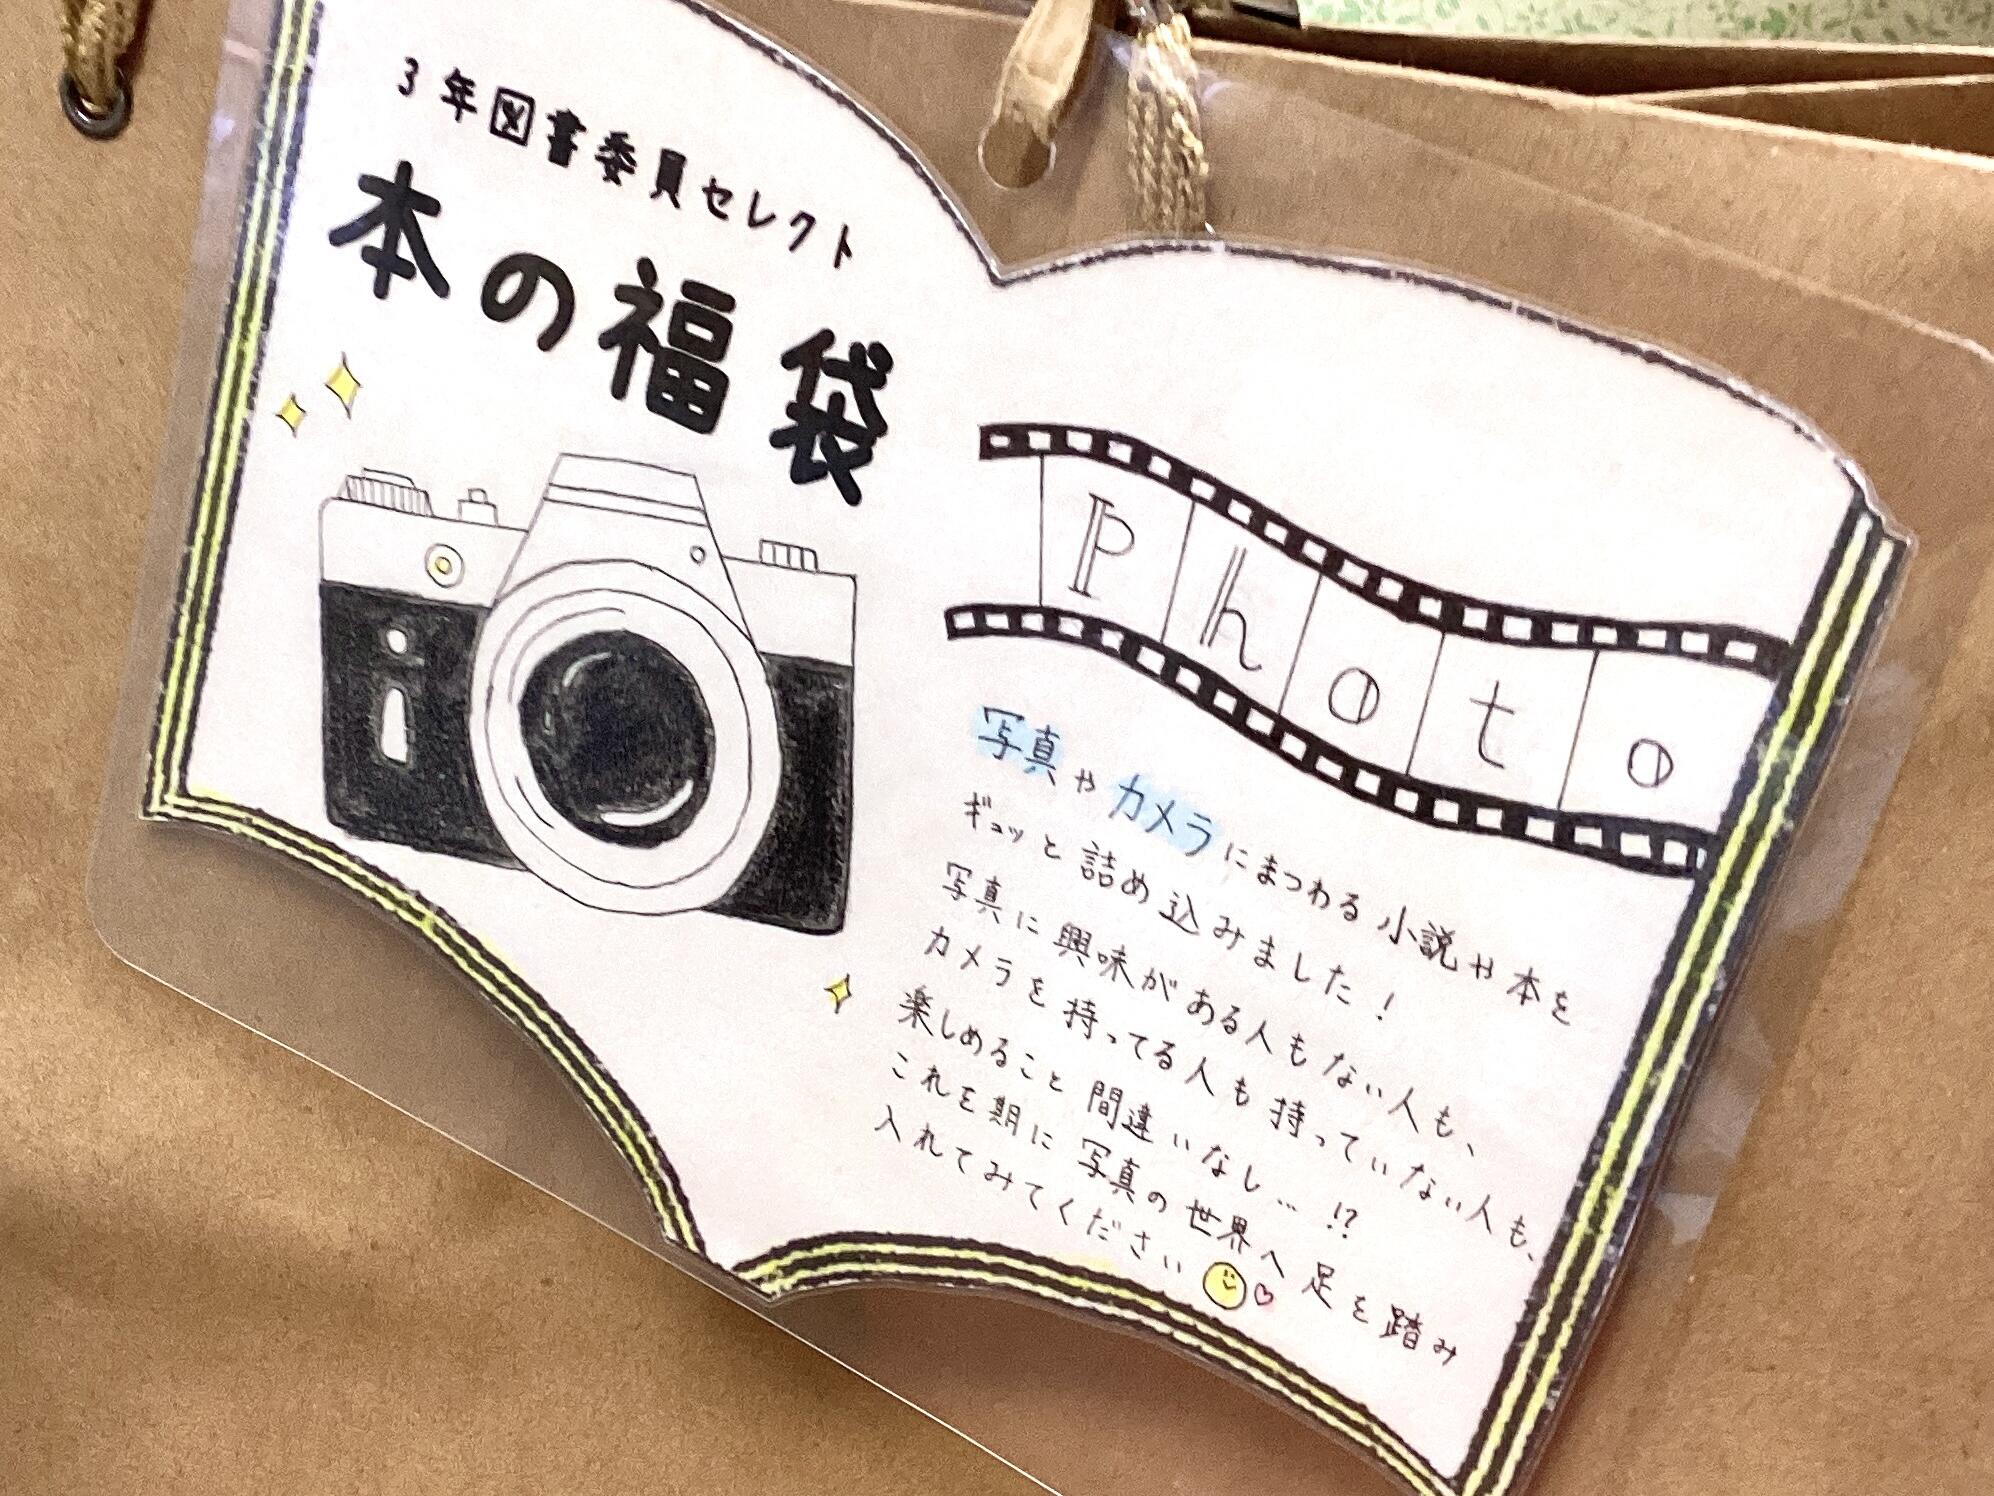 3年図書委員セレクト
本の福袋
Photo
写真やカメラにまつわる小説や本を
ギュッと詰め込みました！
写真に興味がある人もない人も、
カメラを持ってる人も持っていない人も、
楽しめること間違いなし…!?
これを期に写真の世界へ足を踏み
入れてみてください